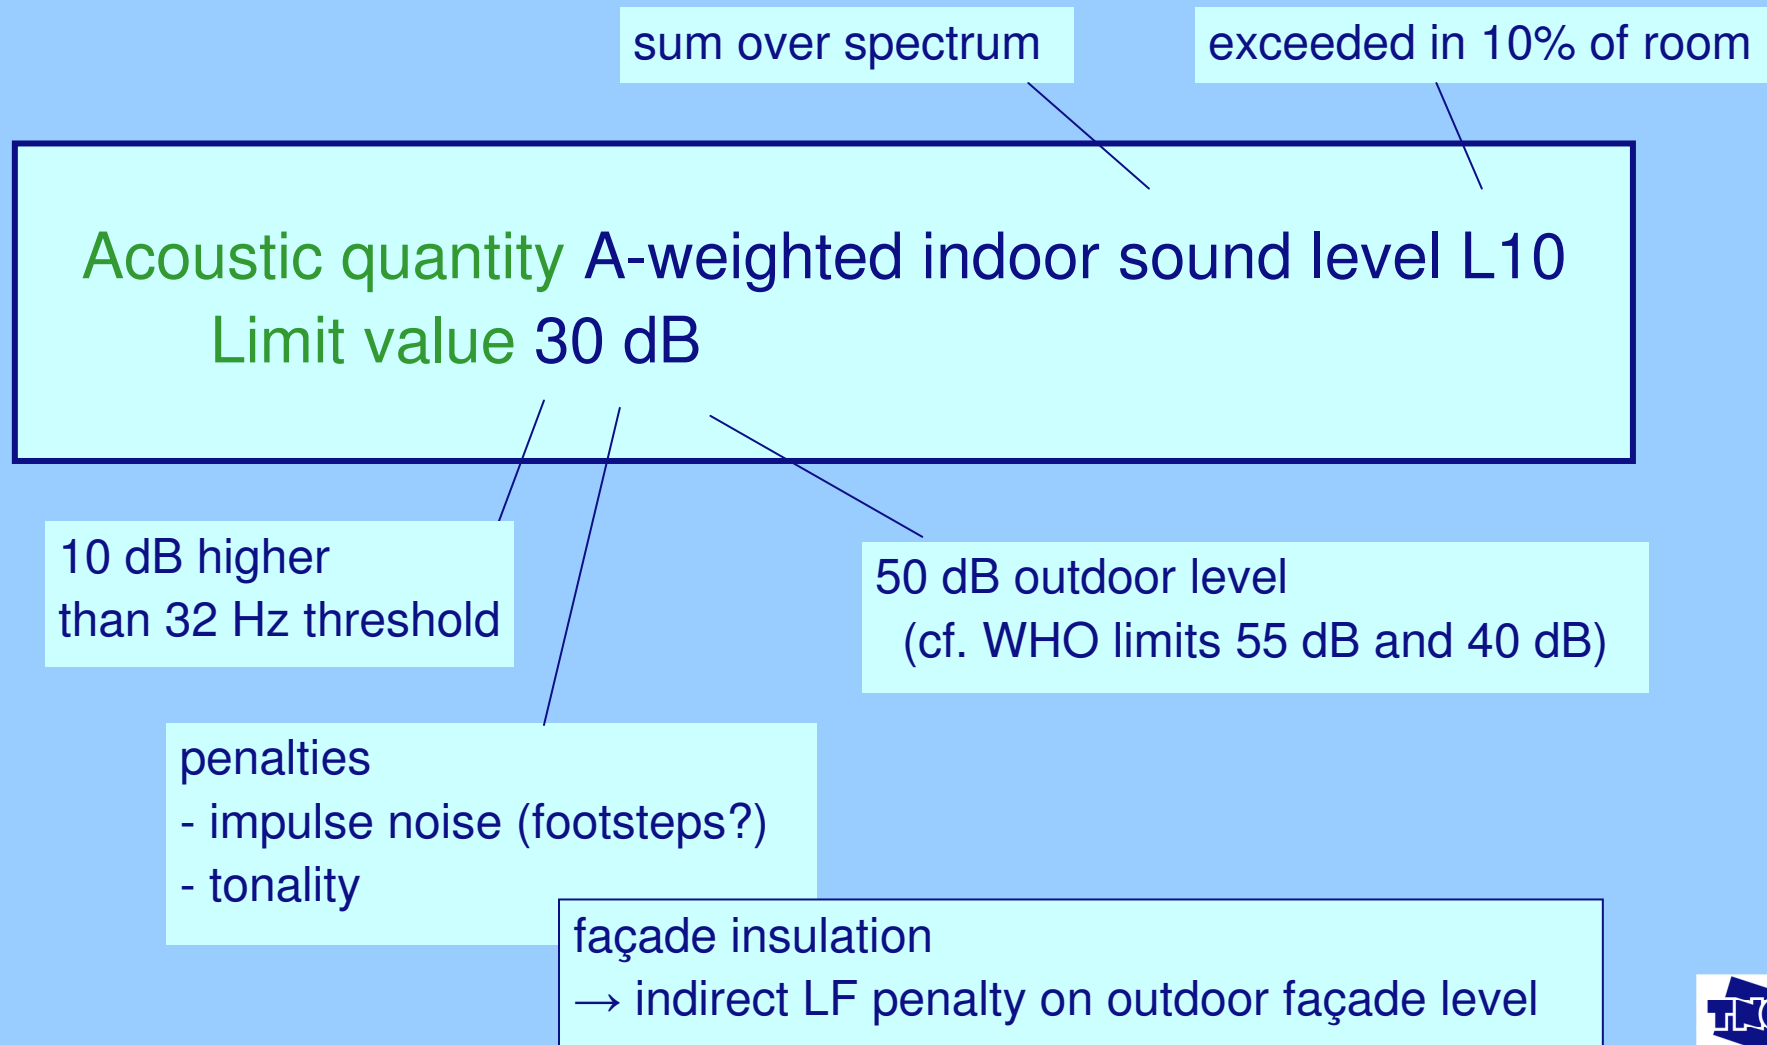 sum over spectrum
exceeded in 10% of room
Acoustic quantity A-weighted indoor sound level L10
Limit value 30 dB
10 dB higher
than 32 Hz threshold
50 dB outdoor level
(cf. WHO limits 55 dB and 40 dB)
penalties
- impulse noise (footsteps?)
- tonality
façade insulation
→ indirect LF penalty on outdoor façade level